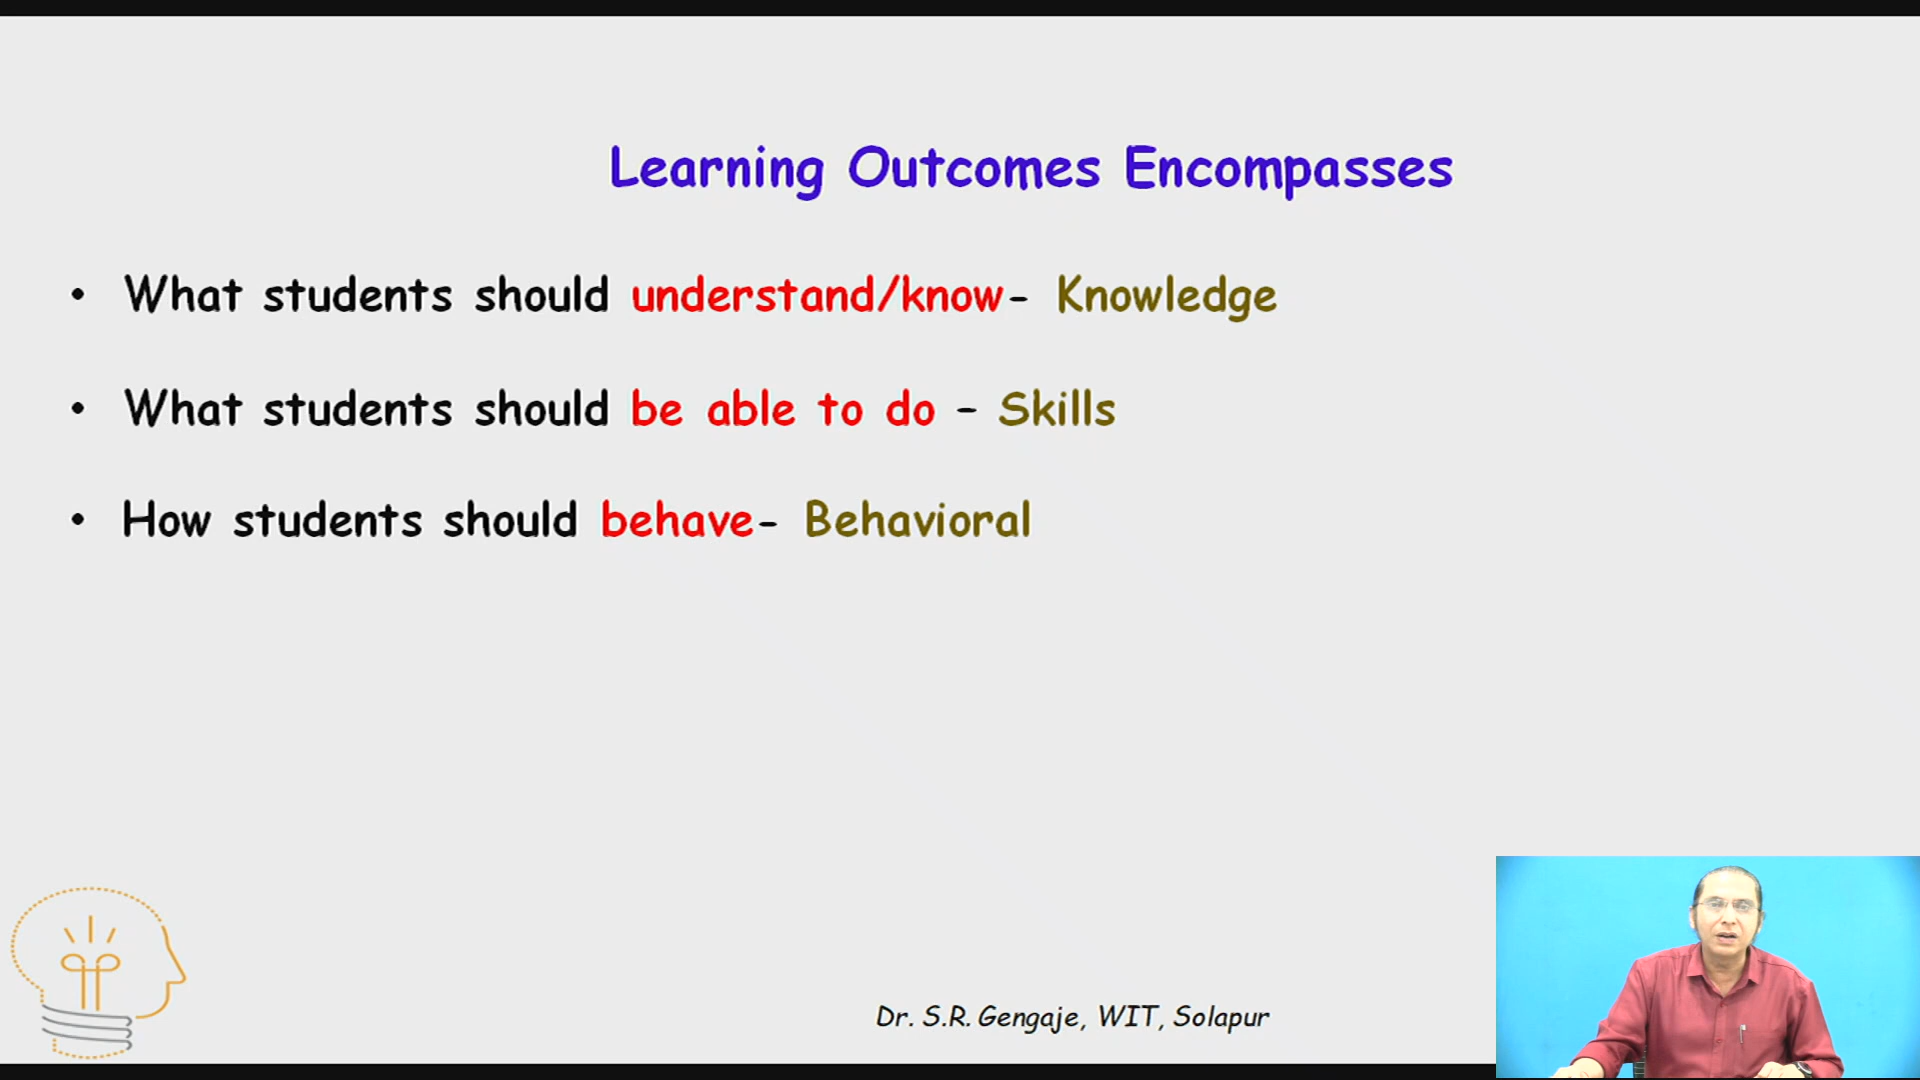 Learning Outcomes Encompasses
• What students should understand/know- Knowledge
• What students should be able to do - Skills
• How students should behave- Behavioral
Dr. S.R. Gengaje, WIT, Solapur